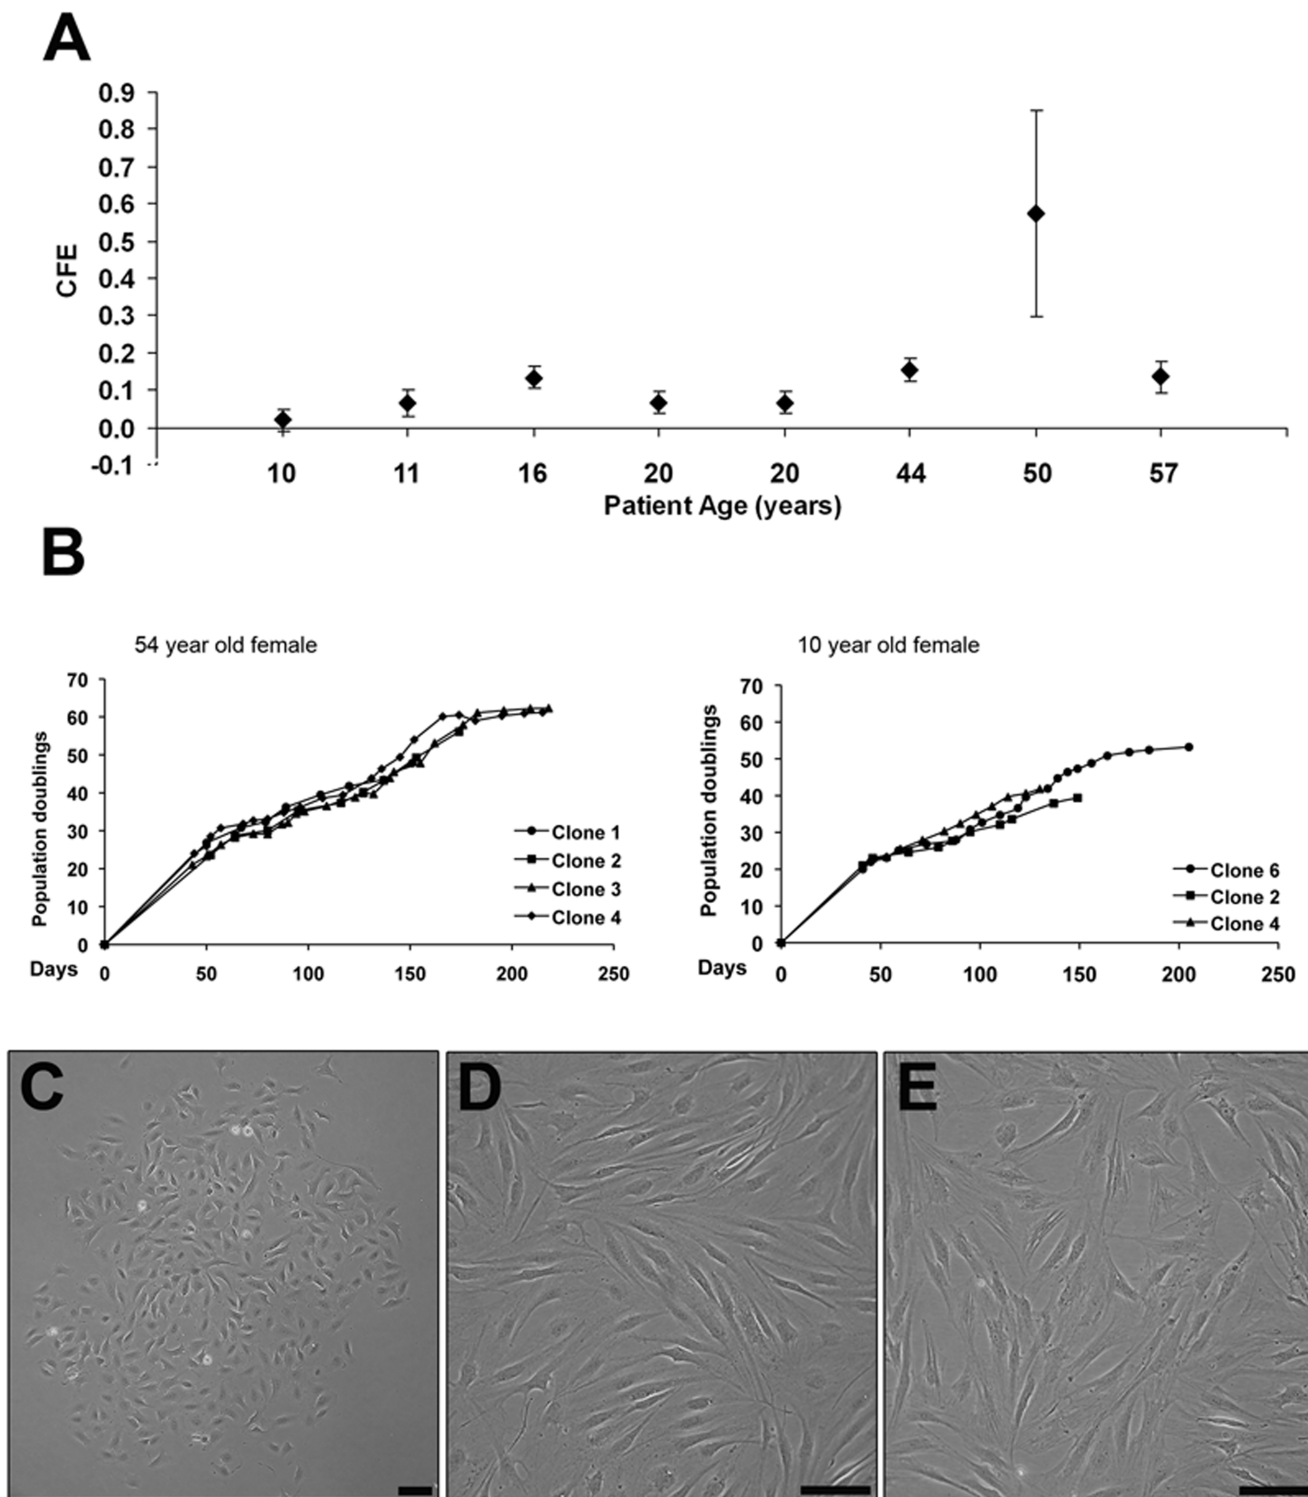 A
0.9
0.8
0.7
0.6
0.5
0.4
0.3
0.2
0.1
0.0
-0.1
CFE
10 11 16 20 20 44 50 57
Patient Age (years)
B
54 year old female
70
60
50
40
30
20
10
0
Population doublings
Clone 1
Clone 2
Clone 3
Clone 4
Days 0 50 100 150 200 250
10 year old female
70
60
50
40
30
20
10
0
Population doublings
Clone 6
Clone 2
Clone 4
Days 0 50 100 150 200 250
C
D
E